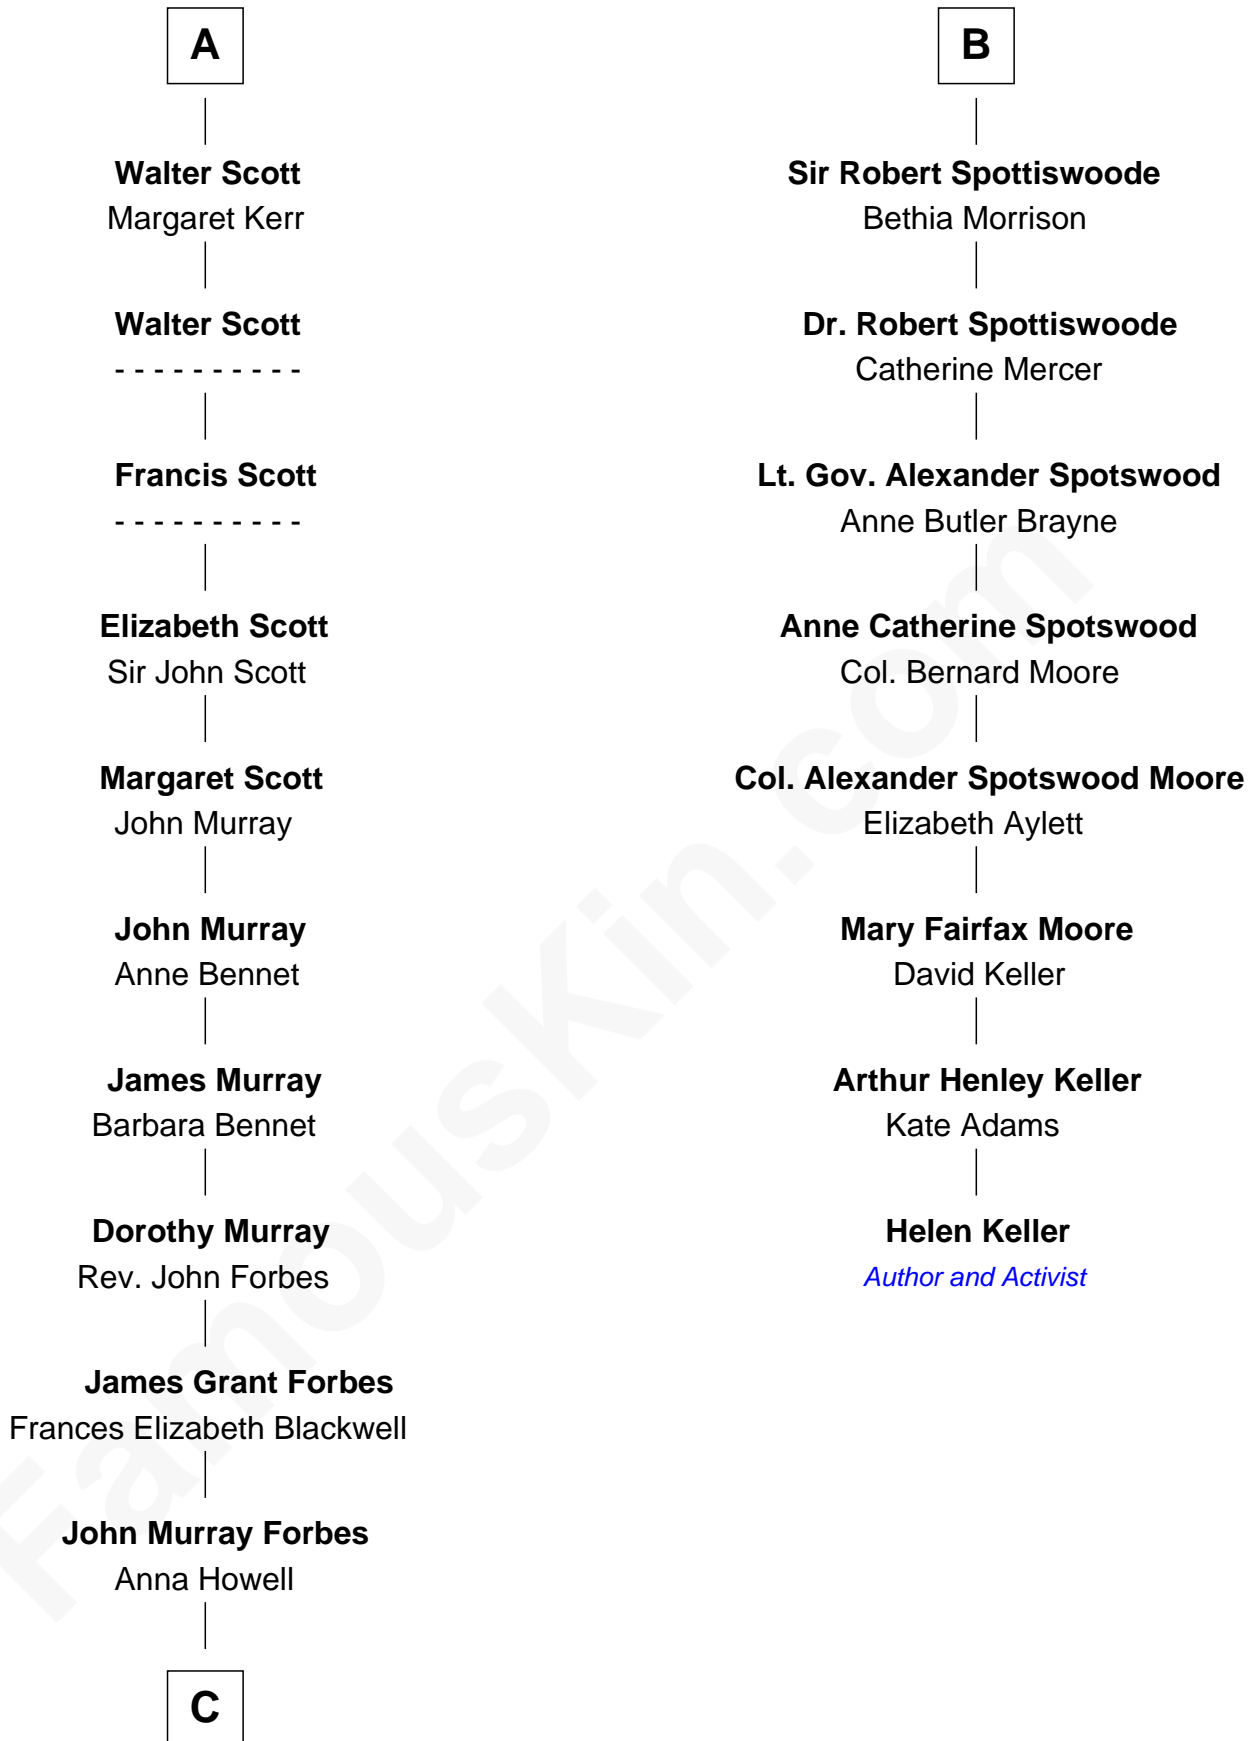 A
Walter Scott
Margaret Kerr
Walter Scott
- - - - - - - - - -
Francis Scott
- - - - - - - - - -
Elizabeth Scott
Sir John Scott
Margaret Scott
John Murray
John Murray
Anne Bennet
James Murray
Barbara Bennet
Dorothy Murray
Rev. John Forbes
James Grant Forbes
Frances Elizabeth Blackwell
John Murray Forbes
Anna Howell
C
B
Sir Robert Spottiswoode
Bethia Morrison
Dr. Robert Spottiswoode
Catherine Mercer
Lt. Gov. Alexander Spotswood
Anne Butler Brayne
Anne Catherine Spotswood
Col. Bernard Moore
Col. Alexander Spotswood Moore
Elizabeth Aylett
Mary Fairfax Moore
David Keller
Arthur Henley Keller
Kate Adams
Helen Keller
Author and Activist
FamousKin.com